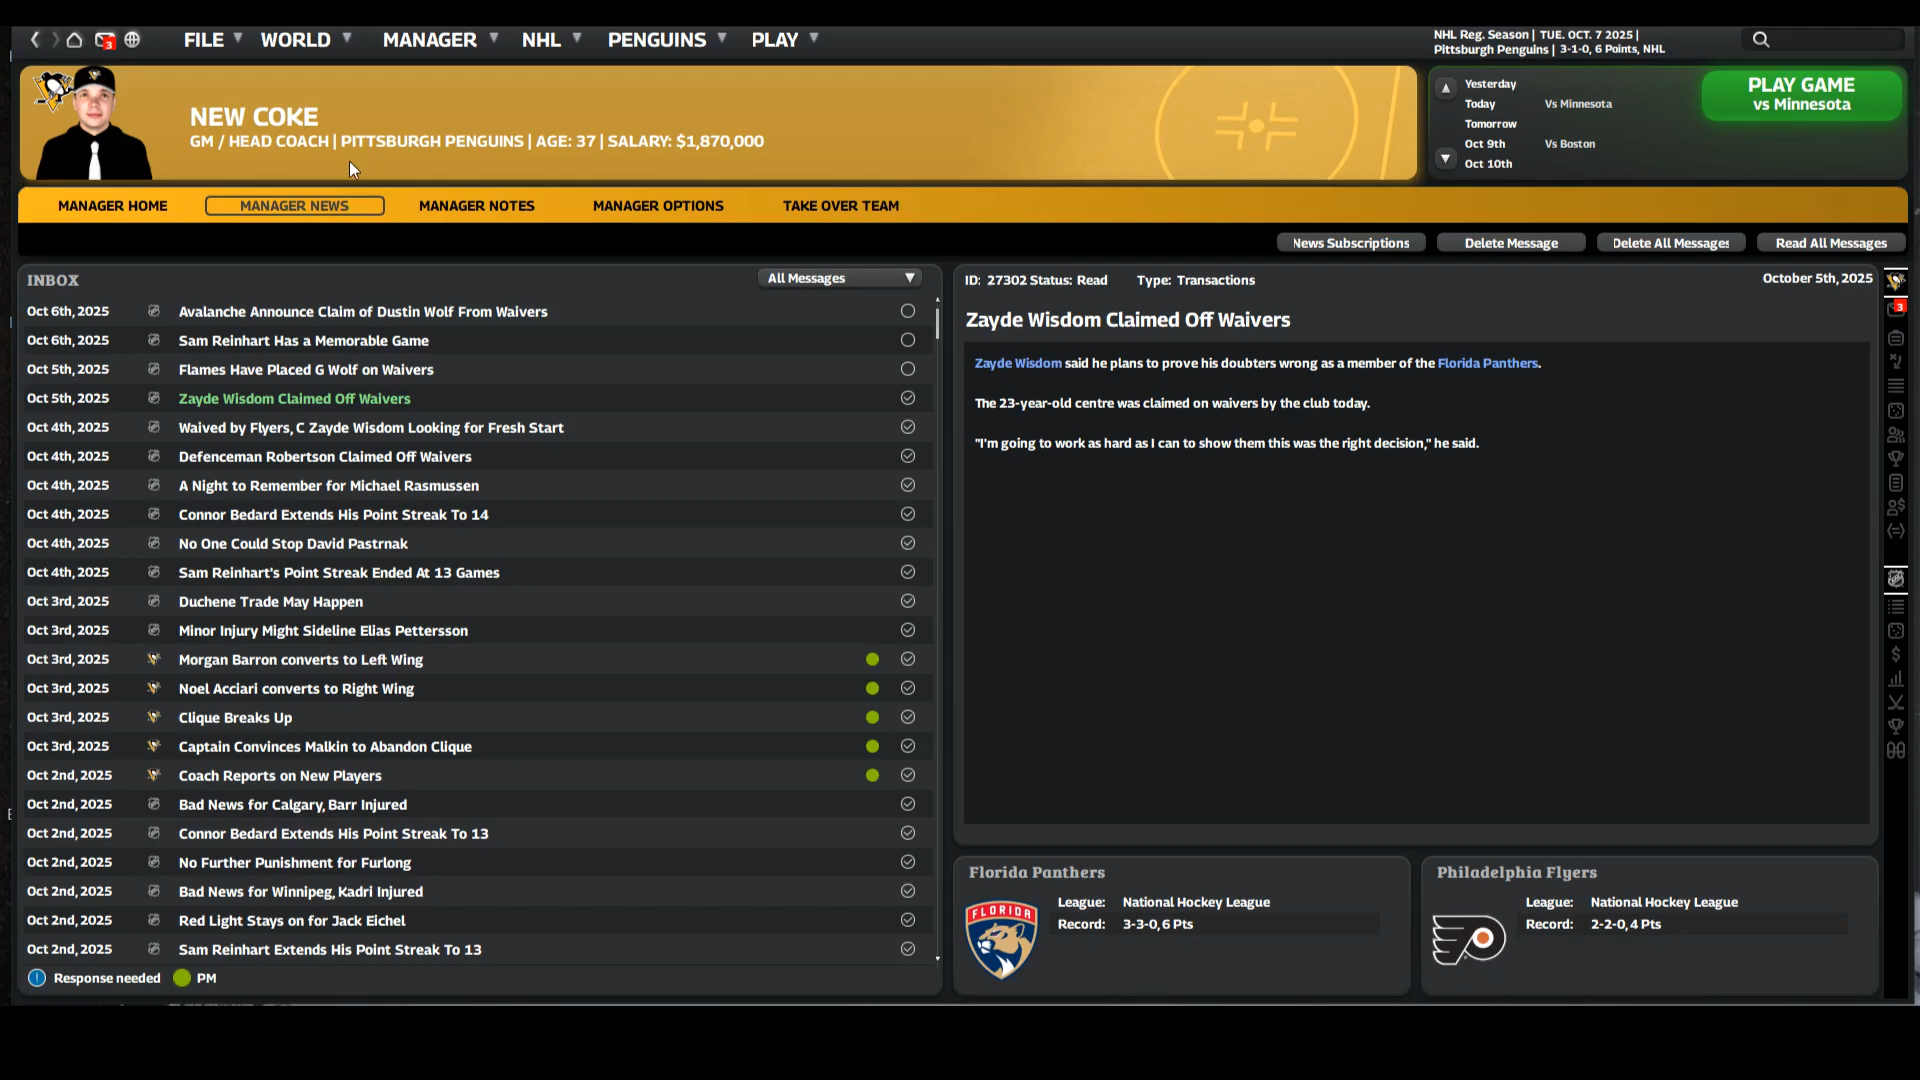 3
FILE
WORLD
MANAGER
NHL
PENGUINS
PLAY
NHL Reg. Season | TUE. OCT. 7 2025 |
Pittsburgh Penguins | 3-1-0, 6 Points, NHL
NEW COKE
GM / HEAD COACH | PITTSBURGH PENGUINS | AGE: 37 | SALARY: $1,870,000
Yesterday
Today Vs Minnesota
Tomorrow
Oct 9th Vs Boston
Oct 10th
PLAY GAME
vs Minnesota
MANAGER HOME
MANAGER NEWS
MANAGER NOTES
MANAGER OPTIONS
TAKE OVER TEAM
News Subscriptions
Delete Message
Delete All Messages
Read All Messages
INBOX
All Messages
Oct 6th, 2025 Avalanche Announce Claim of Dustin Wolf From Waivers
Oct 6th, 2025 Sam Reinhart Has a Memorable Game
Oct 5th, 2025 Flames Have Placed G Wolf on Waivers
Oct 5th, 2025 Zayde Wisdom Claimed Off Waivers
Oct 4th, 2025 Waived by Flyers, C Zayde Wisdom Looking for Fresh Start
Oct 4th, 2025 Defenceman Robertson Claimed Off Waivers
Oct 4th, 2025 A Night to Remember for Michael Rasmussen
Oct 4th, 2025 Connor Bedard Extends His Point Streak To 14
Oct 4th, 2025 No One Could Stop David Pastrnak
Oct 4th, 2025 Sam Reinhart's Point Streak Ended At 13 Games
Oct 3rd, 2025 Duchene Trade May Happen
Oct 3rd, 2025 Minor Injury Might Sideline Elias Pettersson
Oct 3rd, 2025 Morgan Barron converts to Left Wing
Oct 3rd, 2025 Noel Acciari converts to Right Wing
Oct 3rd, 2025 Clique Breaks Up
Oct 3rd, 2025 Captain Convinces Malkin to Abandon Clique
Oct 2nd, 2025 Coach Reports on New Players
Oct 2nd, 2025 Bad News for Calgary, Barr Injured
Oct 2nd, 2025 Connor Bedard Extends His Point Streak To 13
Oct 2nd, 2025 No Further Punishment for Furlong
Oct 2nd, 2025 Bad News for Winnipeg, Kadri Injured
Oct 2nd, 2025 Red Light Stays on for Jack Eichel
Oct 2nd, 2025 Sam Reinhart Extends His Point Streak To 13
Response needed
PM
ID: 27302 Status: Read Type: Transactions October 5th, 2025
Zayde Wisdom Claimed Off Waivers
Zayde Wisdom said he plans to prove his doubters wrong as a member of the Florida Panthers.
The 23-year-old centre was claimed on waivers by the club today.
"I'm going to work as hard as I can to show them this was the right decision," he said.
Florida Panthers
FLORIDA
League: National Hockey League
Record: 3-3-0, 6 Pts
Philadelphia Flyers
League: National Hockey League
Record: 2-2-0, 4 Pts
3